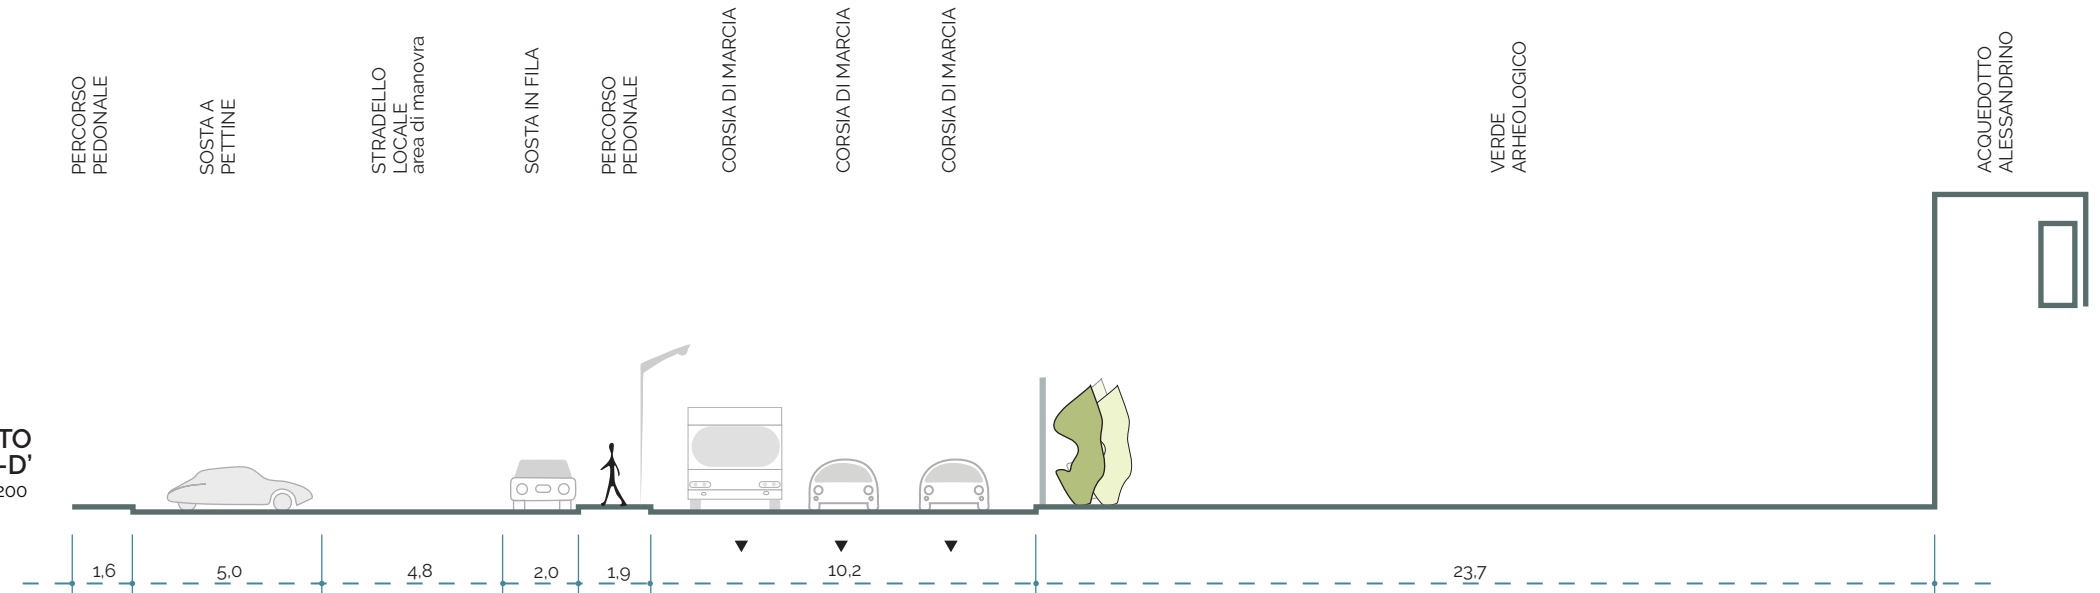 PERCORSO
PEDONALE
SOSTA A
PETTINE
STRADELLO
LOCALE
area di manovra
SOSTA IN FILA
PERCORSO
PEDONALE
CORSIA DI MARCIA
CORSIA DI MARCIA
CORSIA DI MARCIA
VERDE
ARHEOLOGICO
ACQUEDOTTO
ALESSANDRINO
TO
-D'
200
1,6
5,0
4,8
2,0
1,9
10,2
23,7